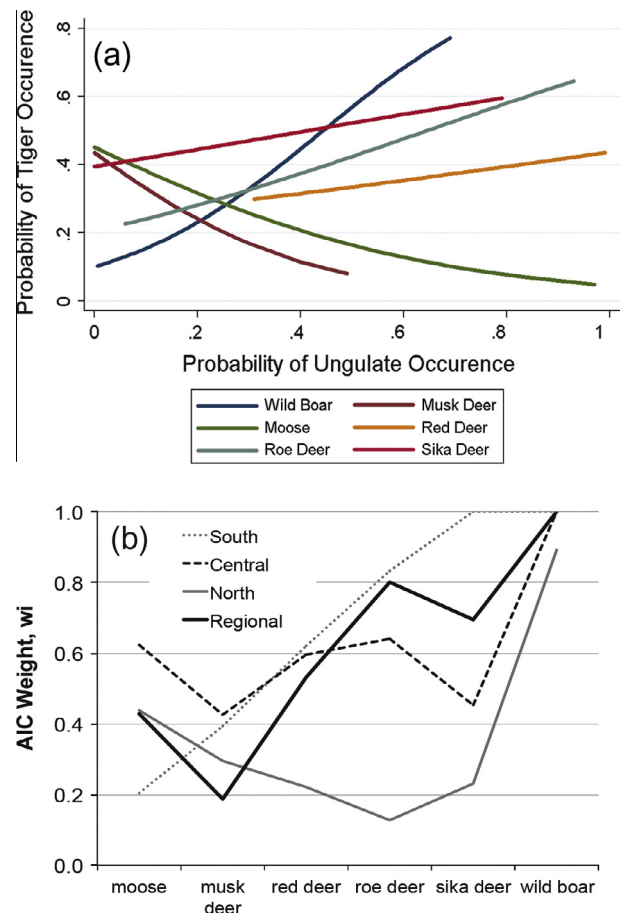 (a)
Probability of Tiger Occurence
.8
.6
.4
.2
0
0 .2 .4 .6 .8 1
Probability of Ungulate Occurence
Wild Boar Musk Deer
Moose Red Deer
Roe Deer Sika Deer
(b)
AIC Weight, wi
1.0
0.8
0.6
0.4
0.2
0.0
South
Central
North
Regional
moose musk red deer roe deer sika deer wild boar
deer